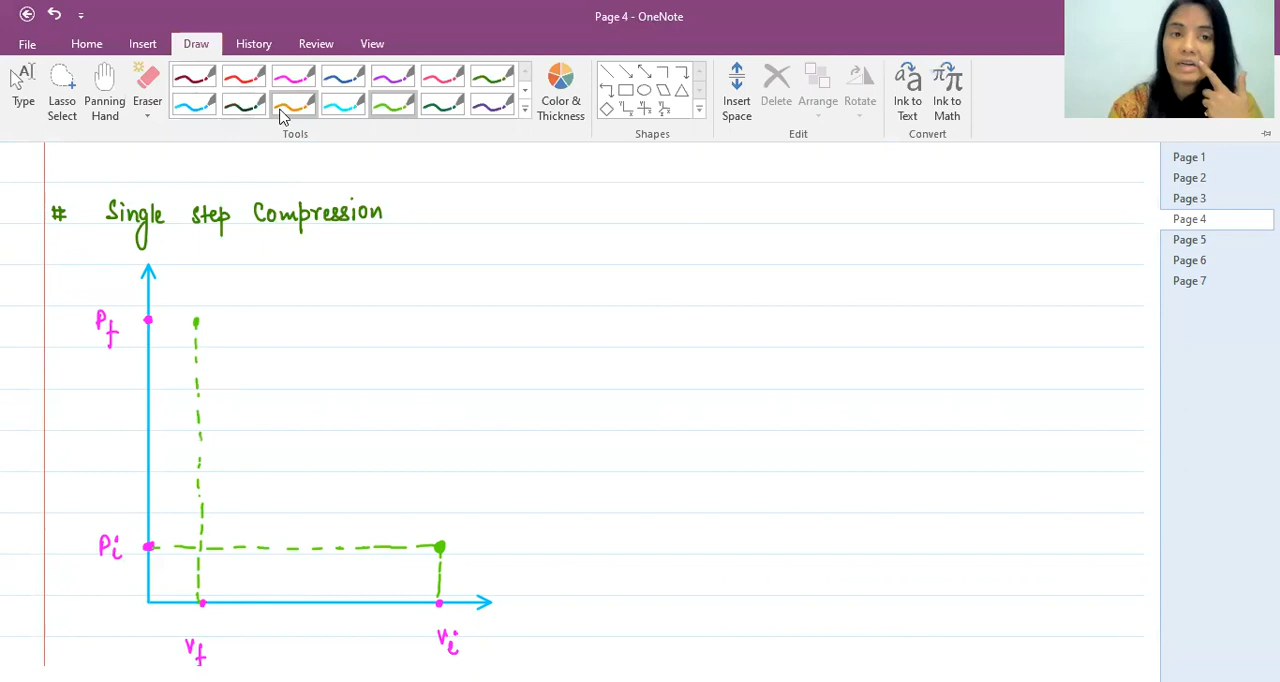 Page 4 - OneNote
File Home Insert Draw History Review View
Type
Lasso Select
Panning Hand
Eraser
Color & Thickness
Insert Space
Delete
Arrange
Rotate
Ink to Text
Ink to Math
Tools
Shapes
Edit
Convert
Page 1
Page 2
Page 3
Page 4
Page 5
Page 6
Page 7
# Single step Compression
Pf
Pi
Vf
Vi